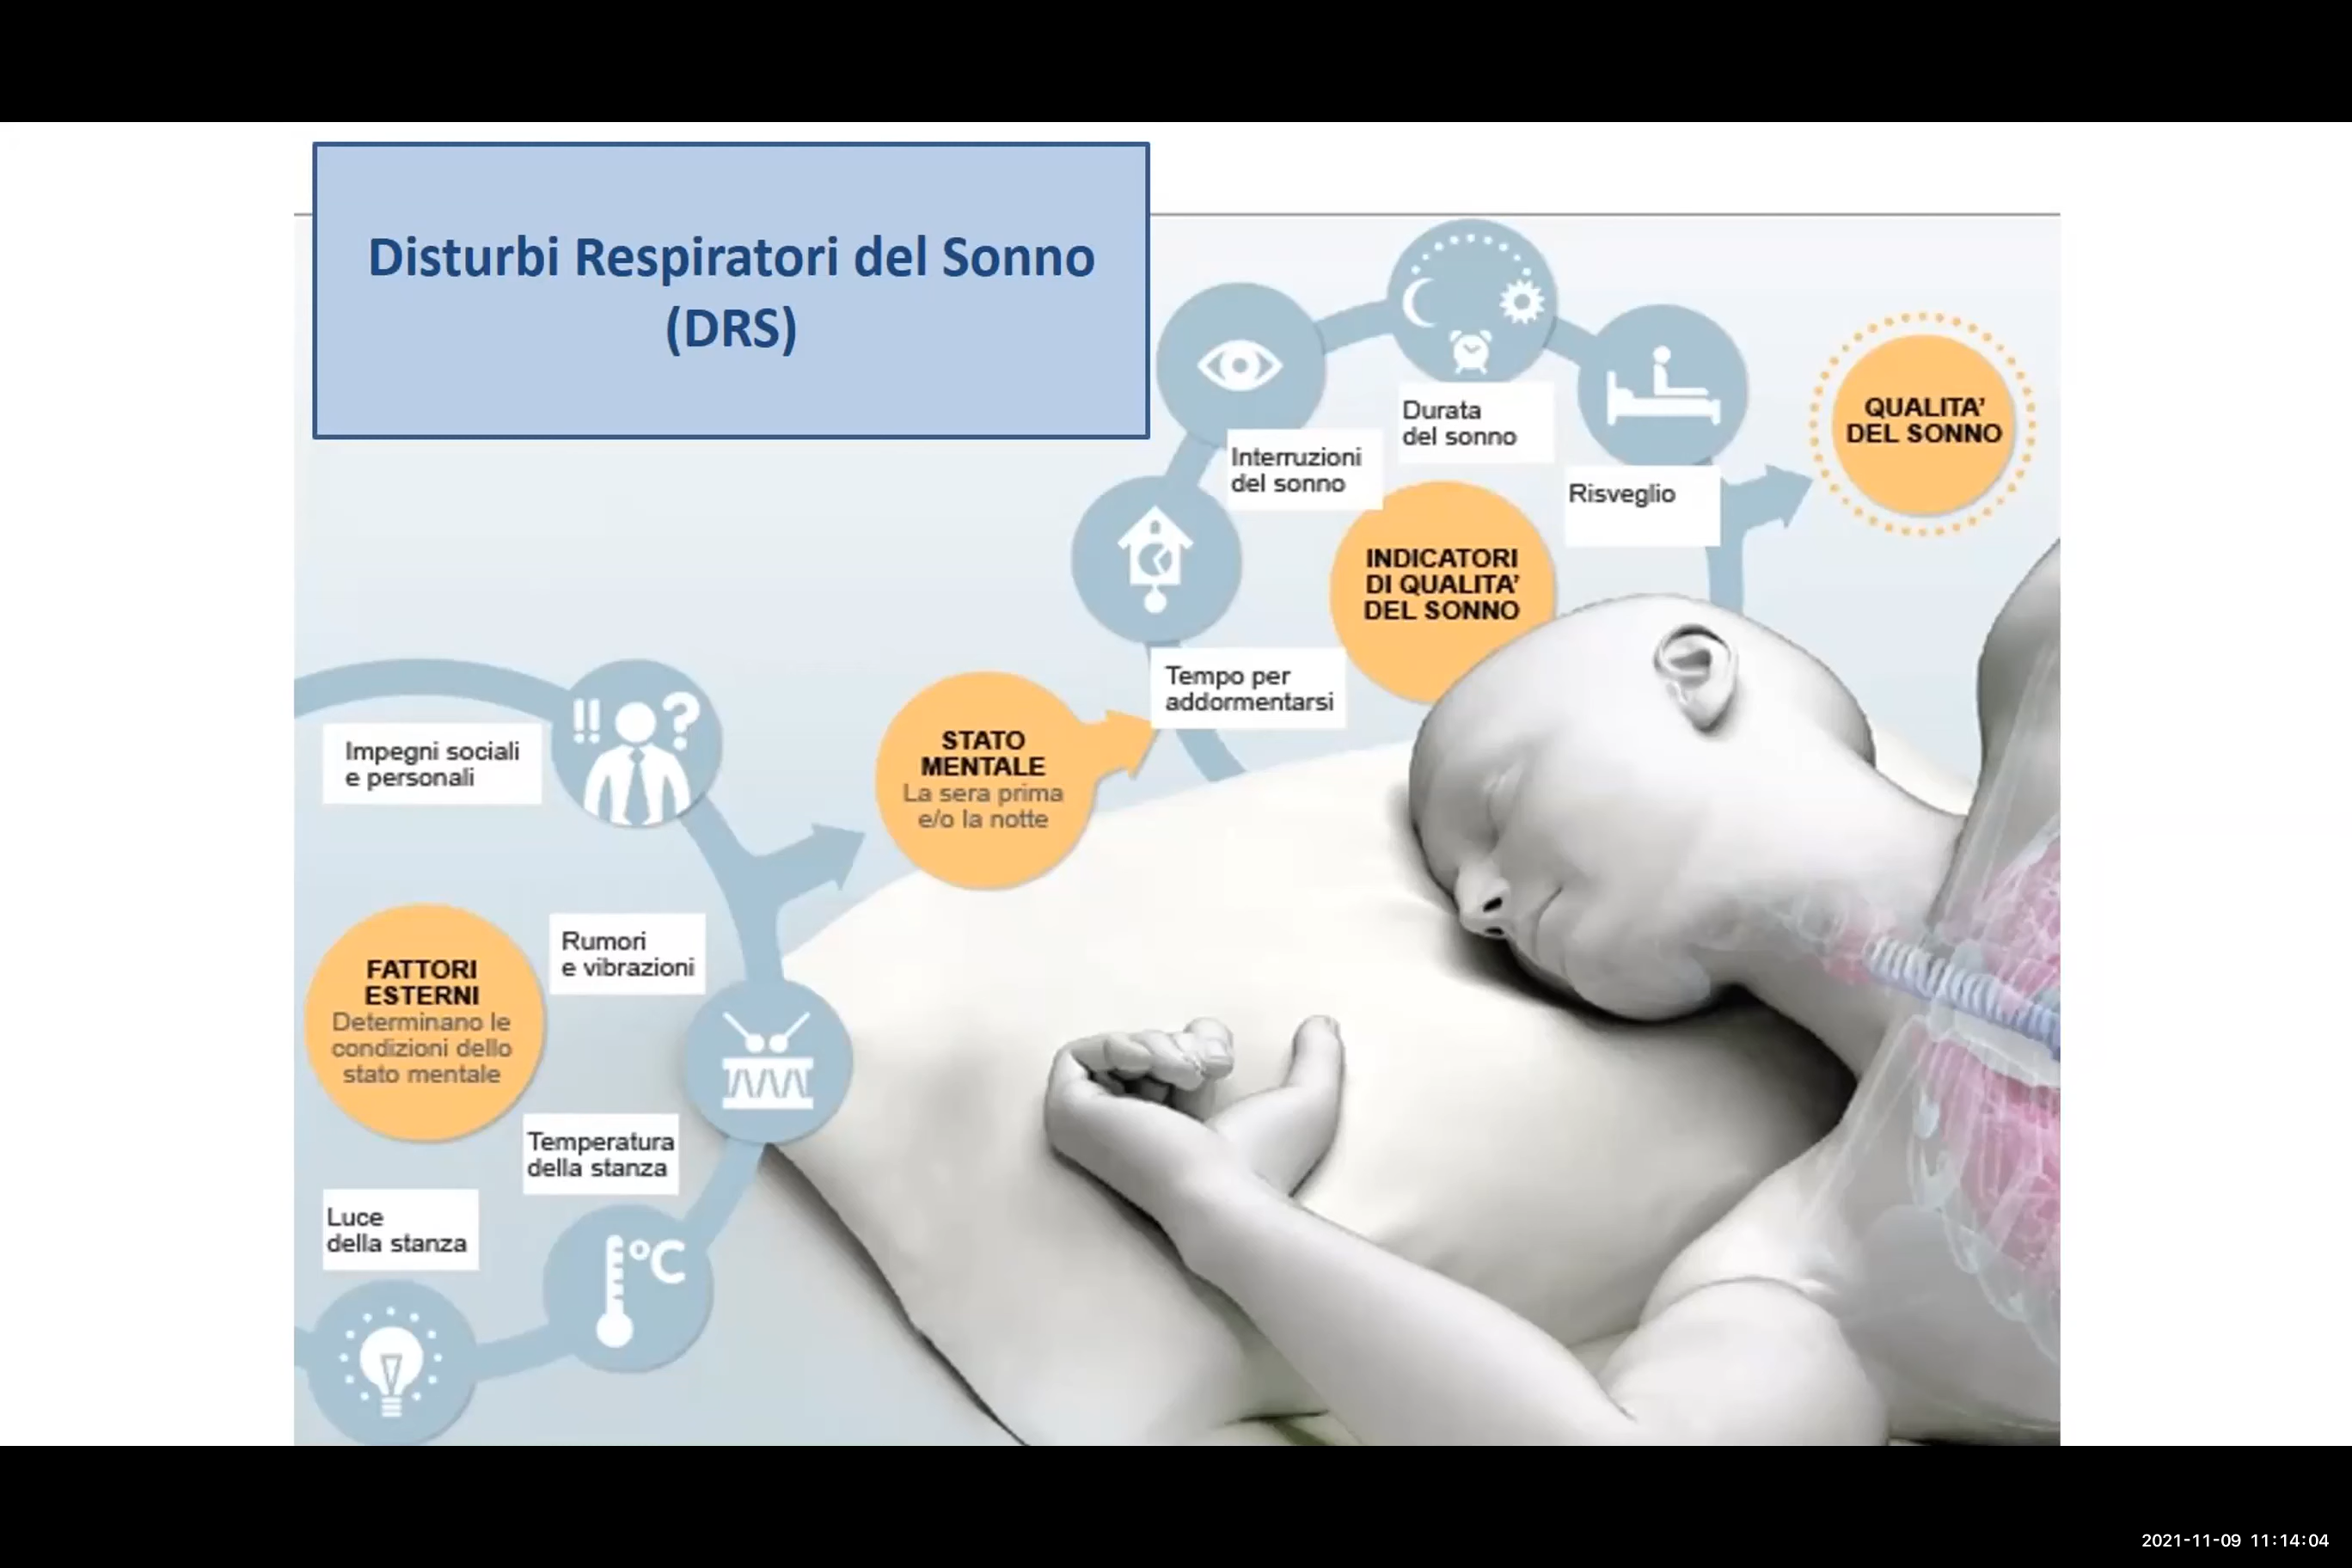 Disturbi Respiratori del Sonno
(DRS)
QUALITA'
DEL SONNO
Durata
del sonno
Interruzioni
del sonno
Risveglio
INDICATORI
DI QUALITA'
DEL SONNO
Tempo per
addormentarsi
STATO
MENTALE
La sera prima
e/o la notte
!! ?
Impegni sociali
e personali
Rumori
e vibrazioni
FATTORI
ESTERNI
Determinano le
condizioni dello
stato mentale
Temperatura
della stanza
Luce
della stanza
°C
2021-11-09 11:14:04